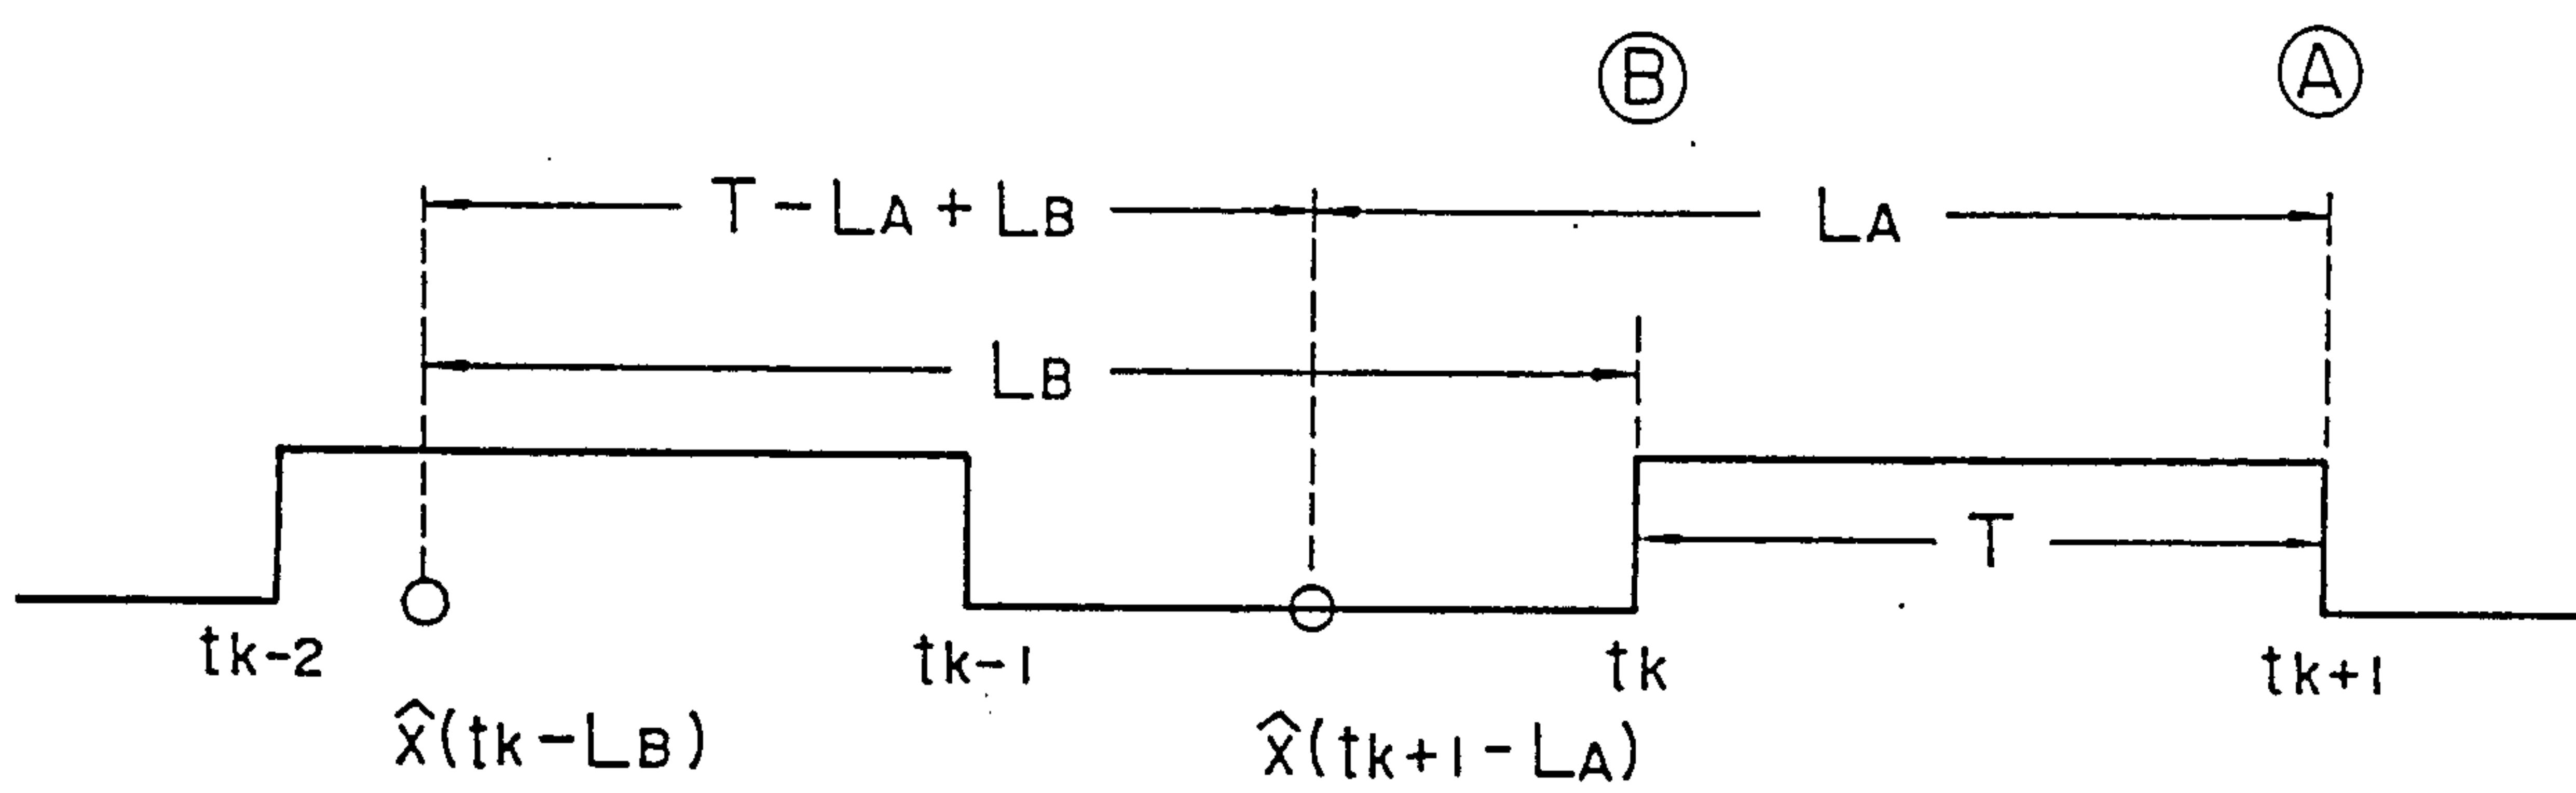 B A
T - LA + LB LA
LB
T
tk-2 tk-1 tk tk+1
x̂(tk-LB) x̂(tk+1-LA)